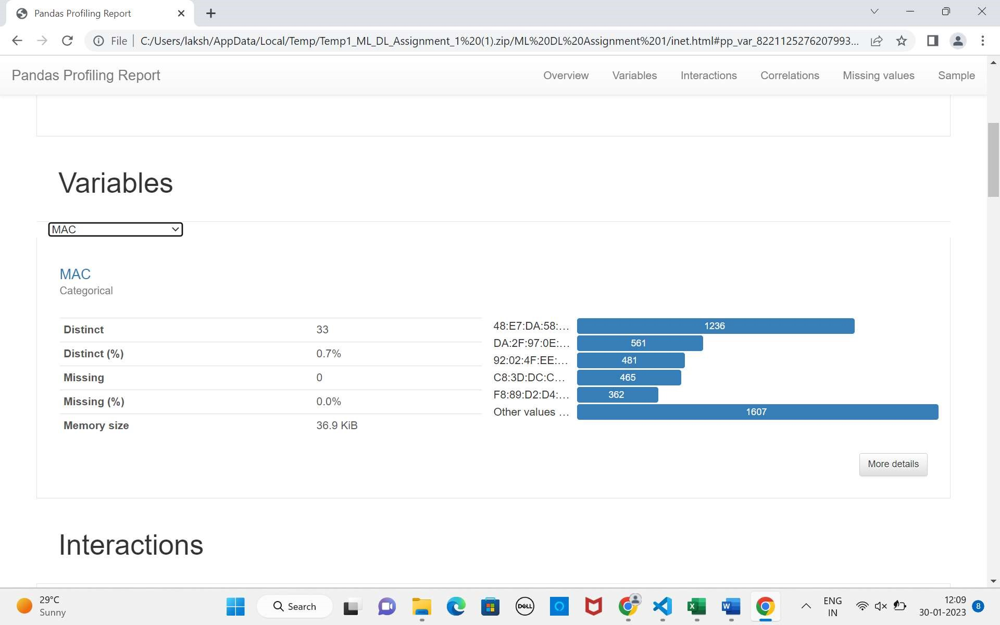 Pandas Profiling Report
File
C:/Users/laksh/AppData/Local/Temp/Temp1_ML_DL_Assignment_1%20(1).zip/ML%20DL%20Assignment%201/inet.html#pp_var_8221125276207993...
Pandas Profiling Report
Overview
Variables
Interactions
Correlations
Missing values
Sample
Variables
MAC
MAC
Categorical
Distinct 33
Distinct (%) 0.7%
Missing 0
Missing (%) 0.0%
Memory size 36.9 KiB
48:E7:DA:58:... 1236
DA:2F:97:0E:... 561
92:02:4F:EE:... 481
C8:3D:DC:C... 465
F8:89:D2:D4:... 362
Other values ... 1607
More details
Interactions
29°C
Sunny
Search
DELL
ENG
IN
12:09
30-01-2023
8